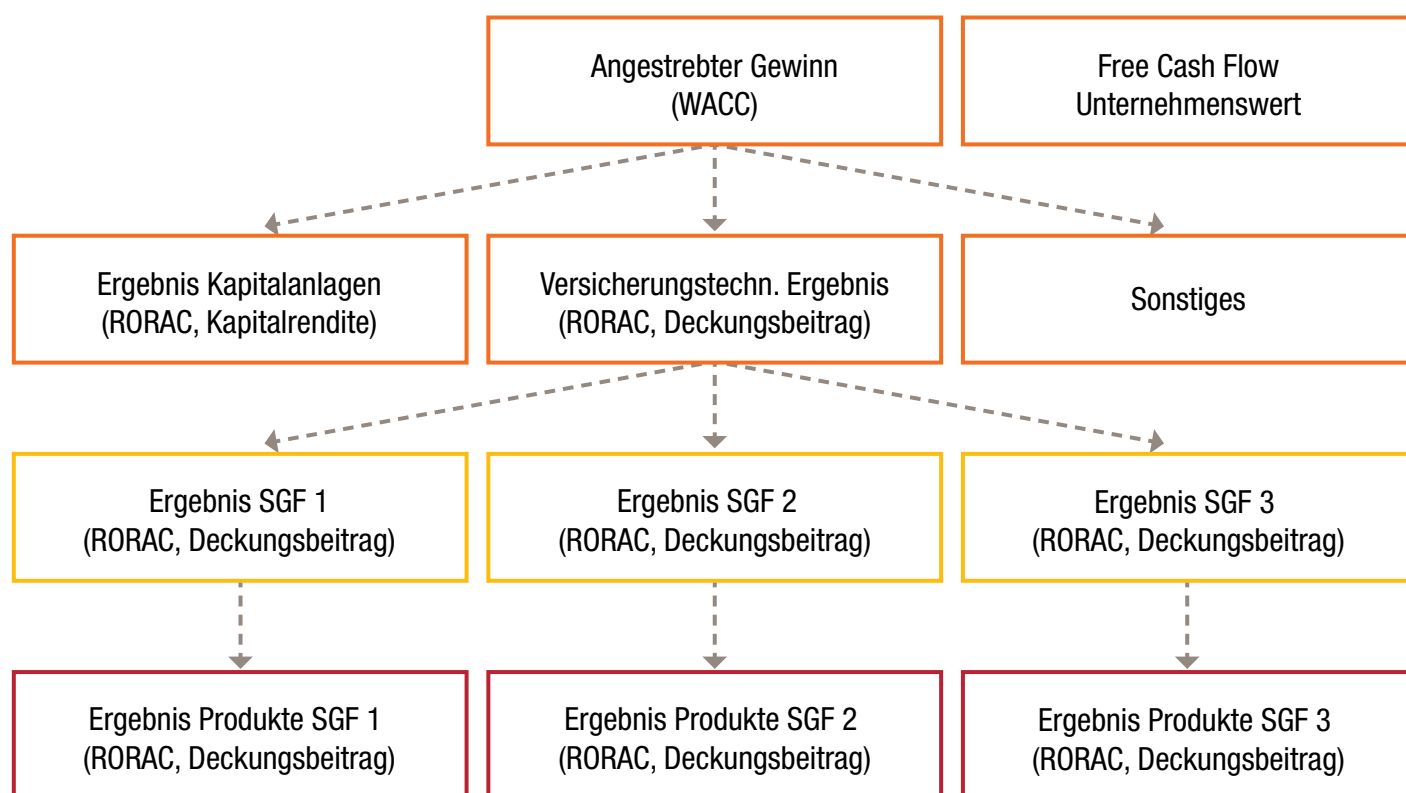 Angestrebter Gewinn
(WACC)
Free Cash Flow
Unternehmenswert
Ergebnis Kapitalanlagen
(RORAC, Kapitalrendite)
Versicherungstechn. Ergebnis
(RORAC, Deckungsbeitrag)
Sonstiges
Ergebnis SGF 1
(RORAC, Deckungsbeitrag)
Ergebnis SGF 2
(RORAC, Deckungsbeitrag)
Ergebnis SGF 3
(RORAC, Deckungsbeitrag)
Ergebnis Produkte SGF 1
(RORAC, Deckungsbeitrag)
Ergebnis Produkte SGF 2
(RORAC, Deckungsbeitrag)
Ergebnis Produkte SGF 3
(RORAC, Deckungsbeitrag)